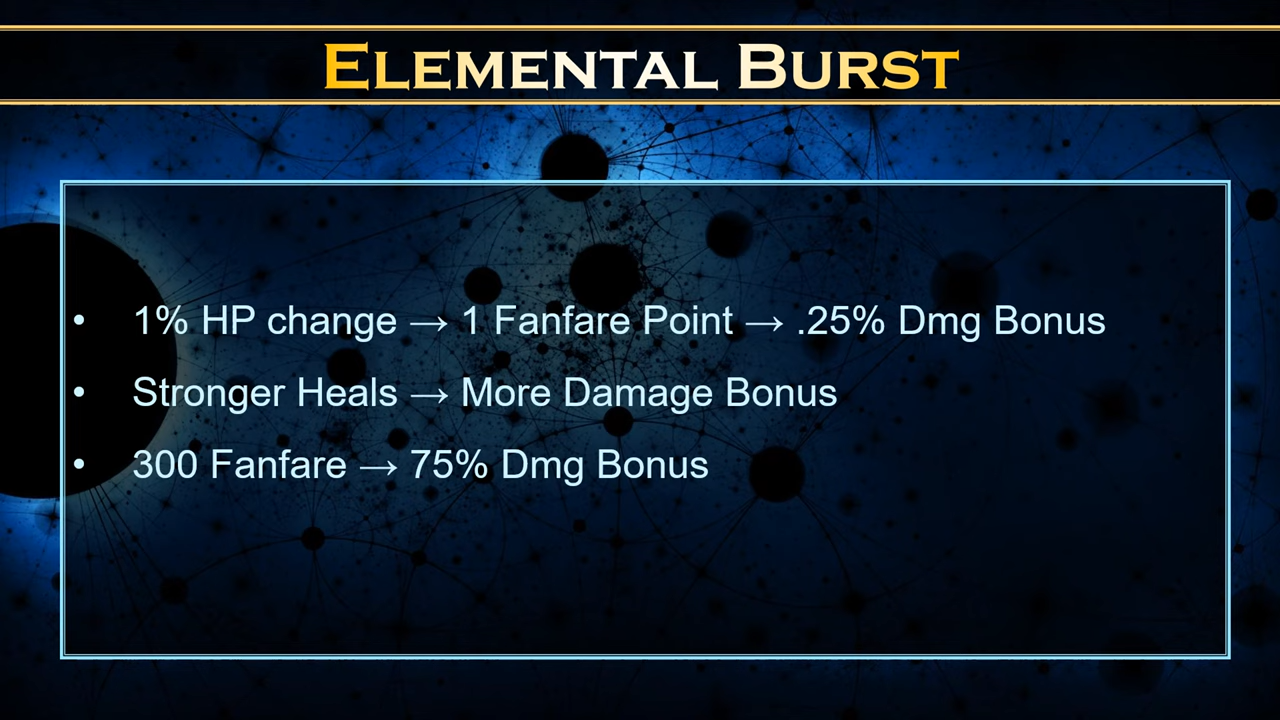 Elemental Burst
• 1% HP change → 1 Fanfare Point → .25% Dmg Bonus
• Stronger Heals → More Damage Bonus
• 300 Fanfare → 75% Dmg Bonus